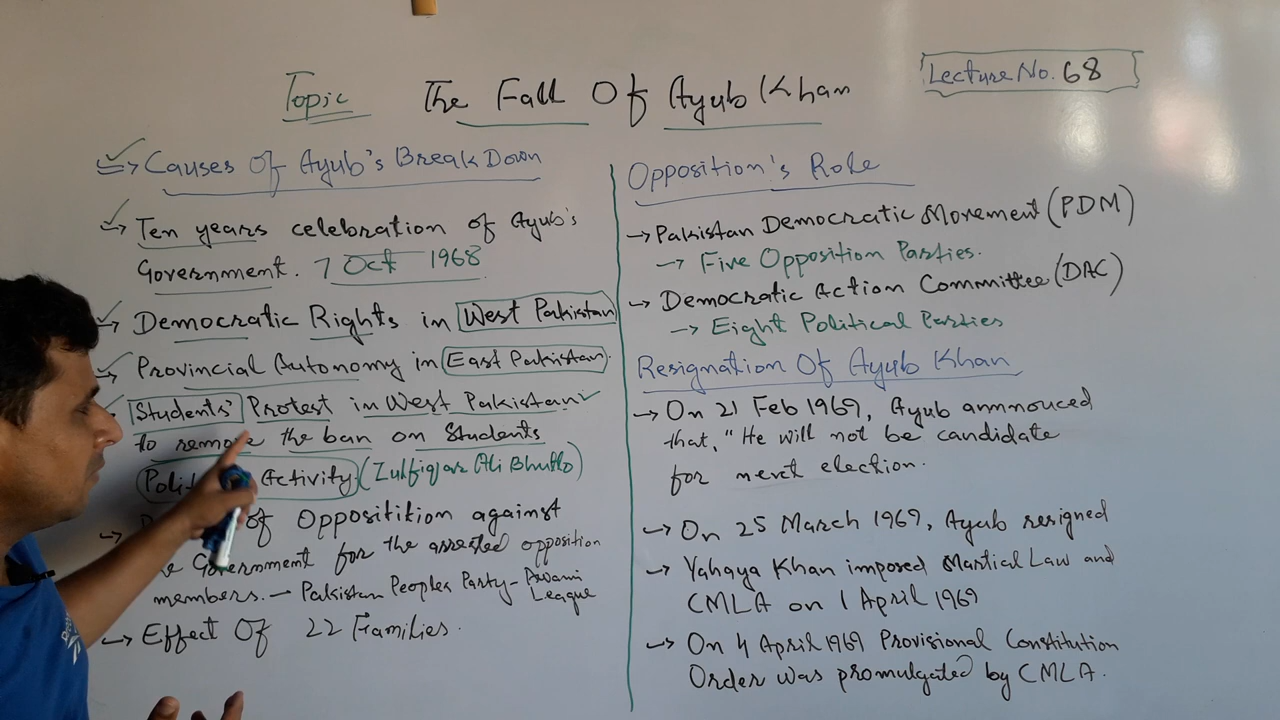 Topic The Fall Of Ayub Khan
Lecture No. 68
Causes Of Ayub's Break Down
→ Ten years celebration of Ayub's
Government. 7 Oct 1968
→ Democratic Rights in West Pakistan
→ Provincial Autonomy in East Pakistan.
Students' Protest in West Pakistan
to remove the ban on Students
Activity (Zulfiqar Ali Bhutto)
→ of Oppositition against
Government for the arrested opposition
members. — Pakistan Peoples Party - Awami
League
→ Effect Of 22 Families.
Opposition's Role
→ Pakistan Democratic Movement (PDM)
→ Five Opposition Parties.
→ Democratic Action Committee (DAC)
→ Eight Political Parties
Resignation Of Ayub Khan
→ On 21 Feb 1969, Ayub annnouced
that, "He will not be candidate
for next election.
→ On 25 March 1969, Ayub resigned
→ Yahaya Khan imposed Martial Law and
CMLA on 1 April 1969
→ On 4 April 1969 Provisional Constitution
Order was promulgated by CMLA.